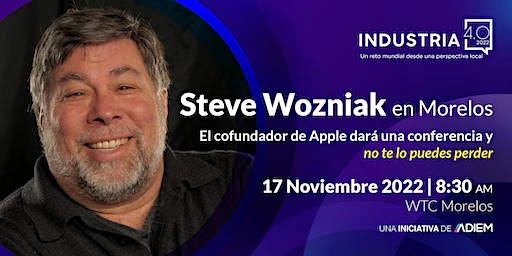 INDUSTRIA 4.0
2022
Un reto mundial desde una perspectiva local
Steve Wozniak en Morelos
El cofundador de Apple dará una conferencia y
no te lo puedes perder
17 Noviembre 2022 | 8:30 AM
WTC Morelos
UNA INICIATIVA DE ADIEM